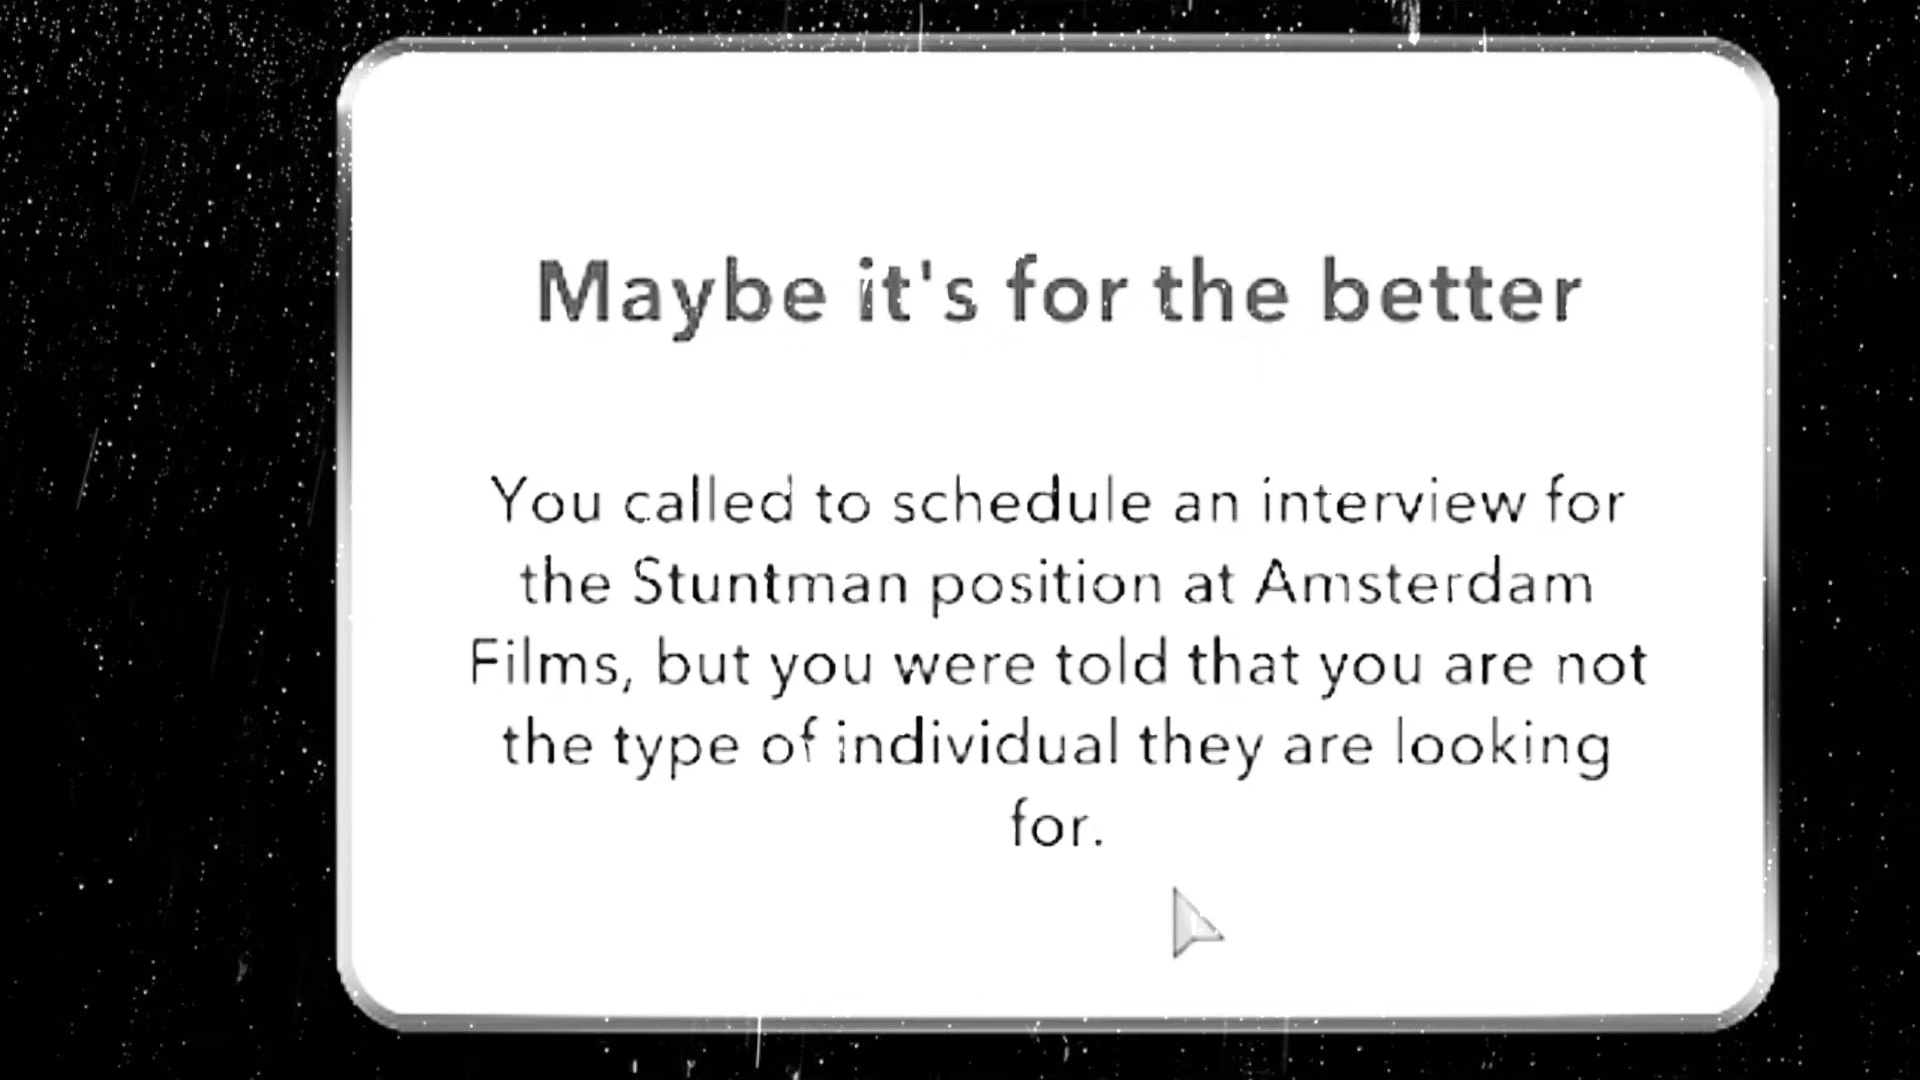 Maybe it's for the better
You called to schedule an interview for
the Stuntman position at Amsterdam
Films, but you were told that you are not
the type of individual they are looking
for.